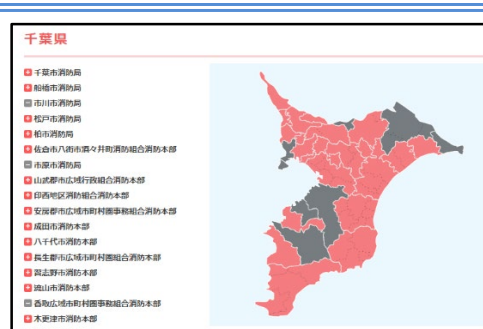 千葉県
千葉市消防局
船橋市消防局
市川市消防局
松戸市消防局
柏市消防局
佐倉市八街市酒々井町消防組合消防本部
市原市消防局
山武郡市広域行政組合消防本部
印西地区消防組合消防本部
安房郡市広域市町村圏事務組合消防本部
成田市消防本部
八千代市消防本部
長生郡市広域市町村圏組合消防本部
習志野市消防本部
流山市消防本部
香取広域市町村圏事務組合消防本部
木更津市消防本部